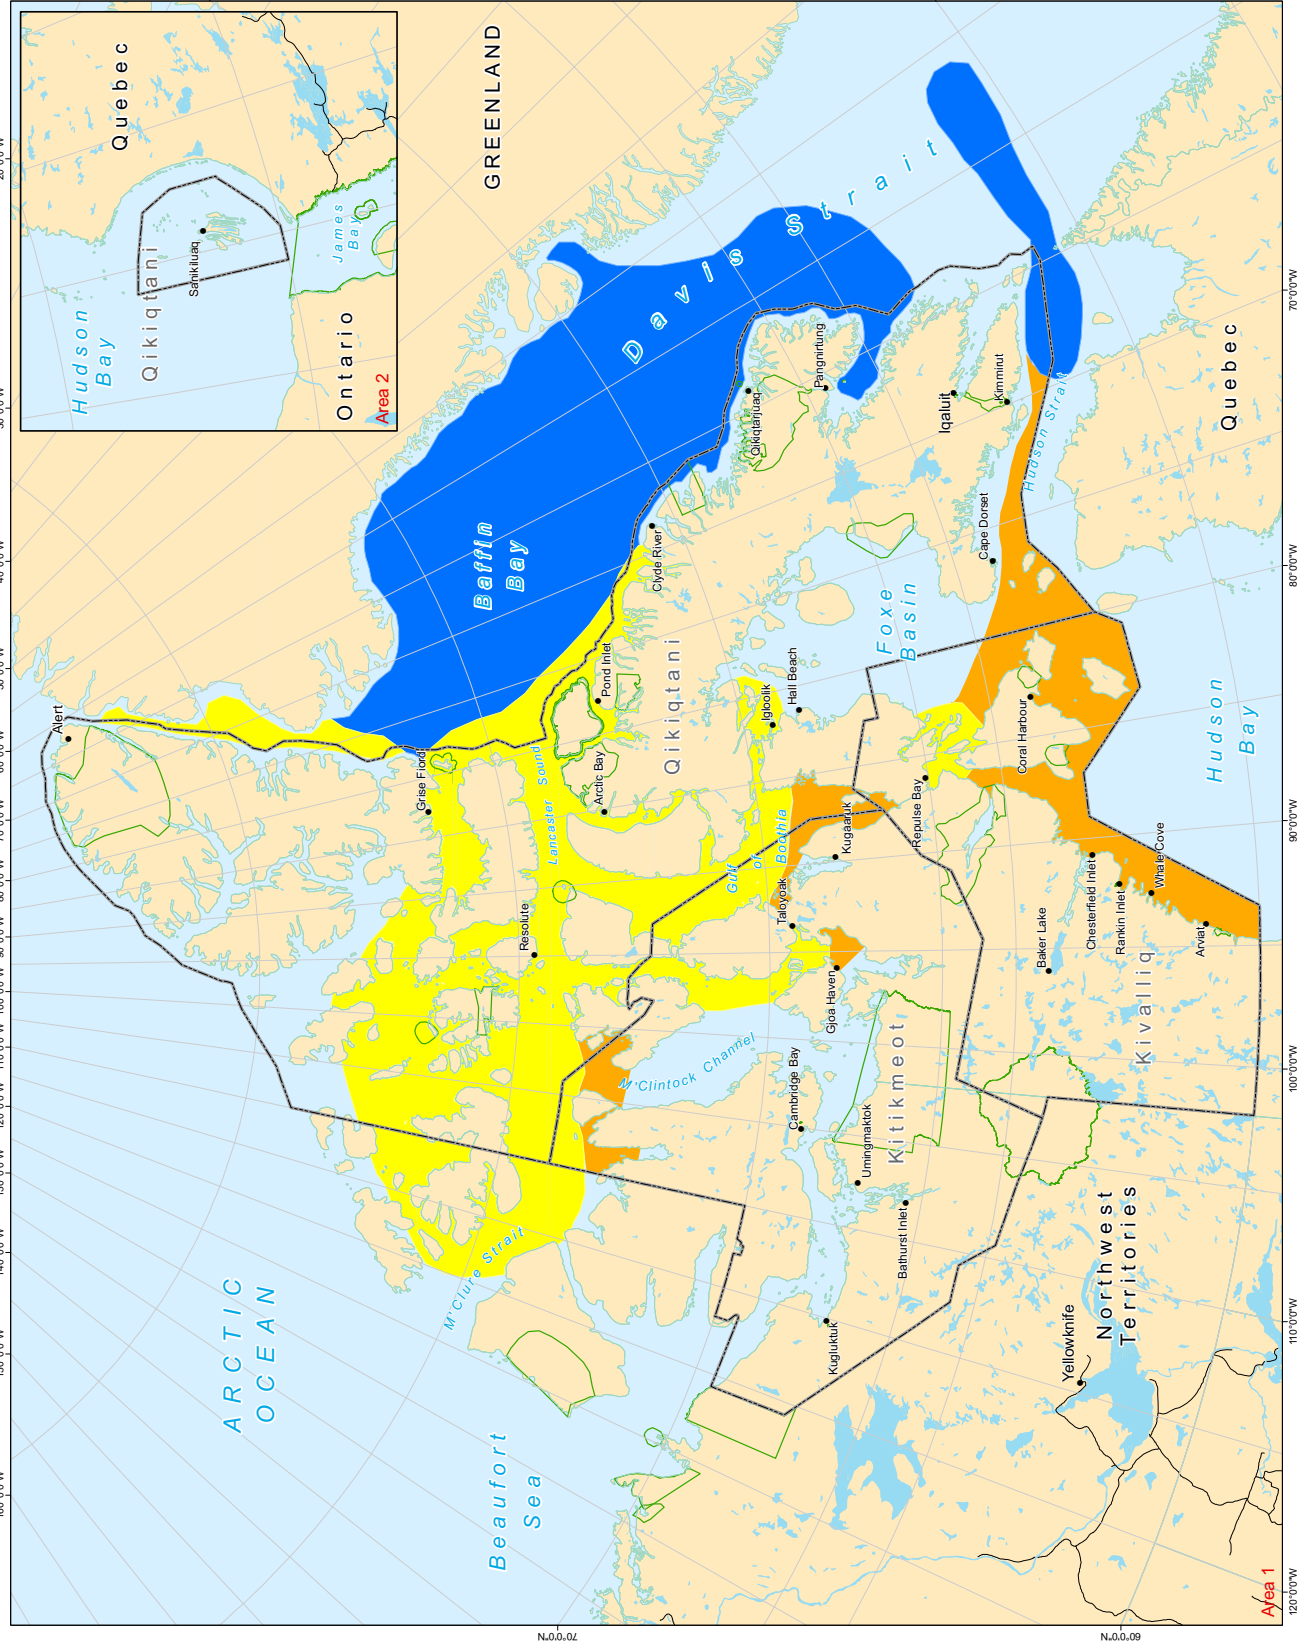 Hudson
Bay
Qikiqtani
Sanikiluaq
Quebec
James
Bay
Ontario
Area 2
GREENLAND
Alert
Grise Fiord
Baffin
Bay
Davis Strait
Lancaster Sound
Resolute
Arctic Bay
Pond Inlet
Clyde River
Qikiqtarjuaq
Pangnirtung
Qikiqtani
Igloolik
Hall Beach
Foxe
Basin
Iqaluit
Kimmirut
Cape Dorset
Hudson Strait
Quebec
Gulf
of
Boothia
Kugaaruk
Taloyoak
Gjoa Haven
Repulse Bay
Coral Harbour
Hudson
Bay
Chesterfield Inlet
Rankin Inlet
Whale Cove
Arviat
Baker Lake
Kivalliq
M'Clintock Channel
Cambridge Bay
Kitikmeot
Umingmaktok
Bathurst Inlet
Kugluktuk
M'Clure Strait
ARCTIC
OCEAN
Beaufort
Sea
Northwest
Territories
Yellowknife
Area 1
70°0'0"W
80°0'0"W
90°0'0"W
100°0'0"W
110°0'0"W
120°0'0"W
70°0'0"N
60°0'0"N